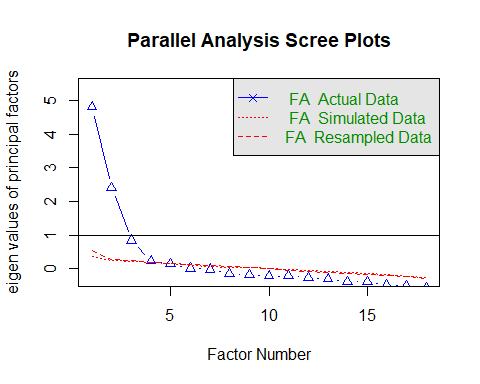 Parallel Analysis Scree Plots
eigen values of principal factors
5
4
3
2
1
0
FA Actual Data
FA Simulated Data
FA Resampled Data
5 10 15
Factor Number